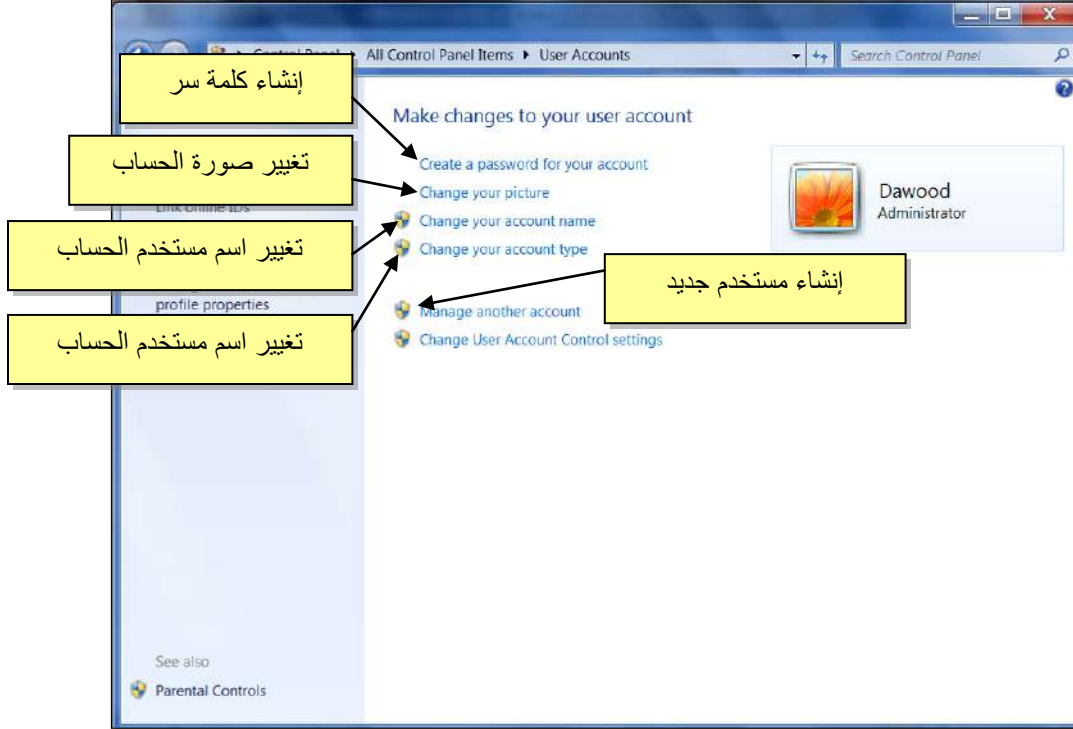 Control Panel ▸ All Control Panel Items ▸ User Accounts
Search Control Panel
إنشاء كلمة سر
Make changes to your user account
تغيير صورة الحساب
Create a password for your account
Change your picture
Link online IDs
Change your account name
Change your account type
Dawood
Administrator
تغيير اسم مستخدم الحساب
إنشاء مستخدم جديد
profile properties
Manage another account
تغيير اسم مستخدم الحساب
Change User Account Control settings
See also
Parental Controls